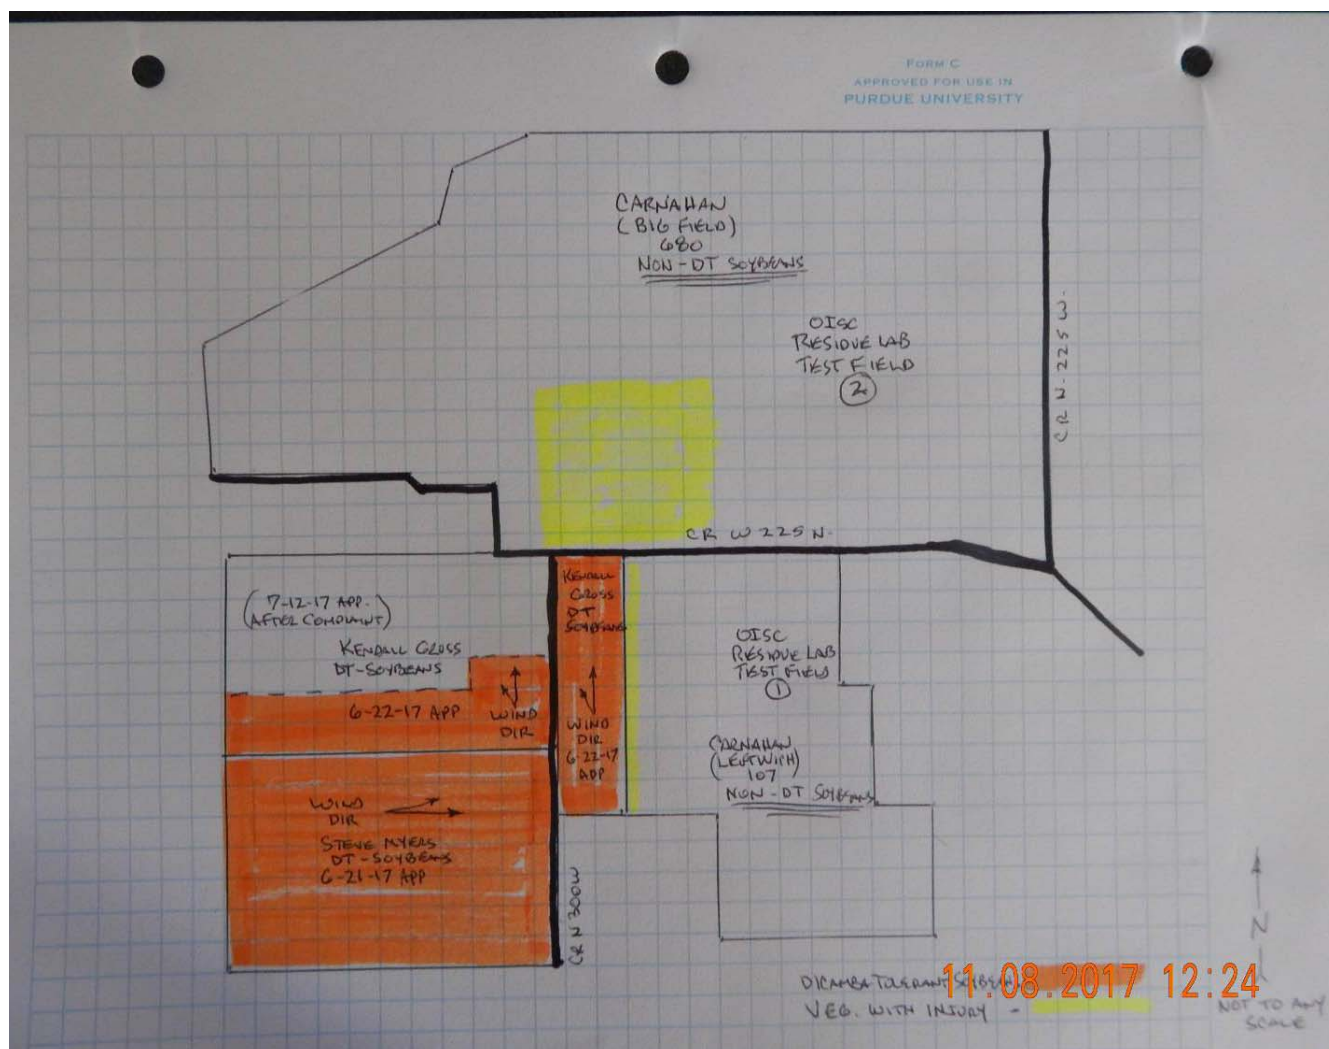 FORM C
APPROVED FOR USE IN
PURDUE UNIVERSITY
CARNAHAN
(BIG FIELD)
680
NON-DT SOYBEANS
OISC
RESIDUE LAB
TEST FIELD
2
CR N. 225 W.
CR W 225 N.
(7-12-17 APP.
AFTER COMPLAINT)
KENDALL GROSS
DT-SOYBEANS
6-22-17 APP
WIND
DIR
KENDALL
GROSS
DT
SOYBEANS
WIND
DIR
6-22-17
APP
OISC
RESIDUE LAB
TEST FIELD
1
CARNAHAN
(LEFTWICH)
107
NON-DT SOYBEANS
WIND
DIR
STEVE MYERS
DT-SOYBEANS
6-21-17 APP
CR N 300W
N
DICAMBA TOLERANT SOYBEAN
11.08.2017 12:24
VEG. WITH INJURY -
NOT TO ANY
SCALE